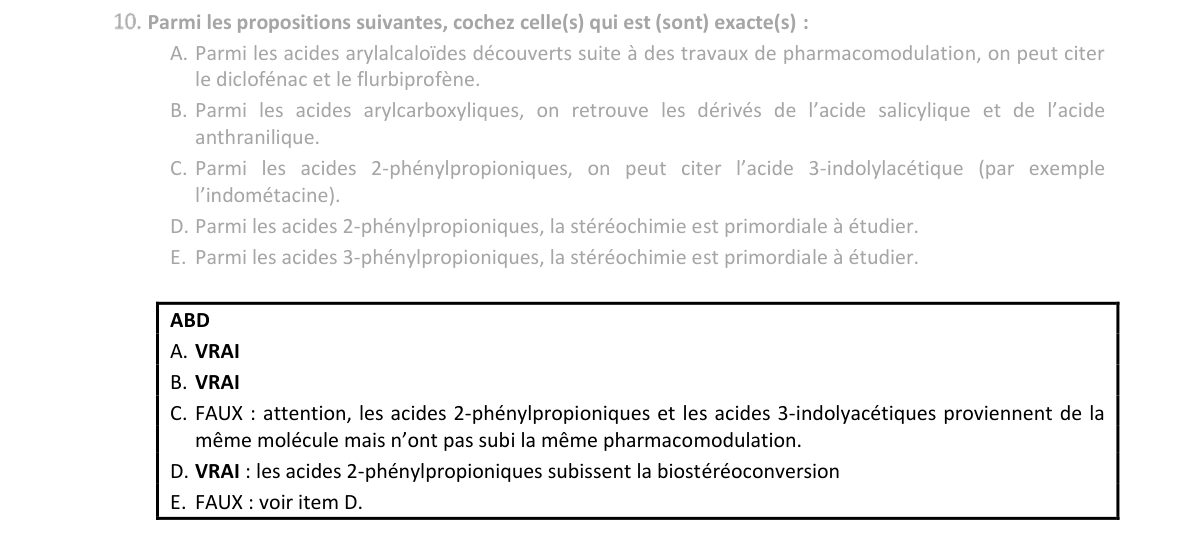 10. Parmi les propositions suivantes, cochez celle(s) qui est (sont) exacte(s) :
A. Parmi les acides arylalcaloïdes découverts suite à des travaux de pharmacomodulation, on peut citer
le diclofénac et le flurbiprofène.
B. Parmi les acides arylcarboxyliques, on retrouve les dérivés de l’acide salicylique et de l’acide
anthranilique.
C. Parmi les acides 2-phénylpropioniques, on peut citer l’acide 3-indolylacétique (par exemple
l’indométacine).
D. Parmi les acides 2-phénylpropioniques, la stéréochimie est primordiale à étudier.
E. Parmi les acides 3-phénylpropioniques, la stéréochimie est primordiale à étudier.
ABD
A. VRAI
B. VRAI
C. FAUX : attention, les acides 2-phénylpropioniques et les acides 3-indolyacétiques proviennent de la
même molécule mais n’ont pas subi la même pharmacomodulation.
D. VRAI : les acides 2-phénylpropioniques subissent la biostéréoconversion
E. FAUX : voir item D.